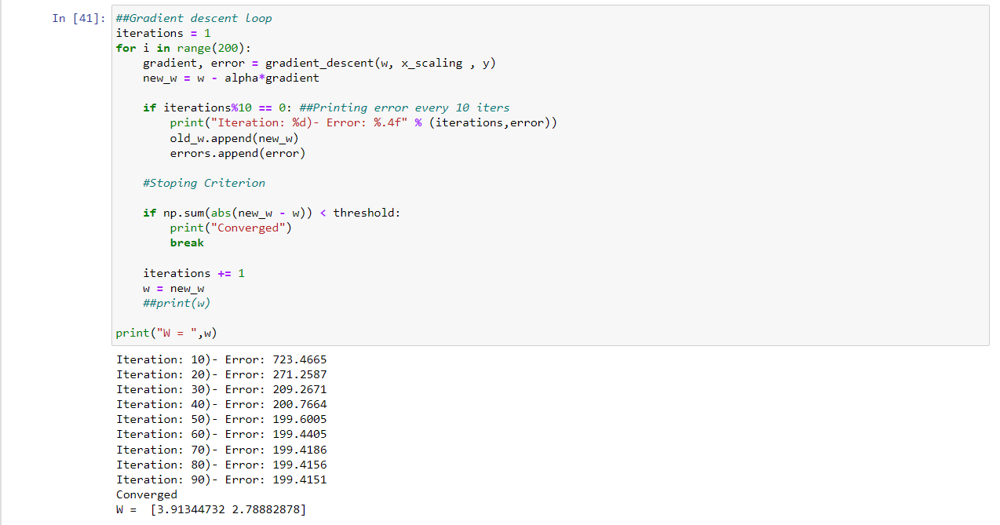 In [41]: ##Gradient descent loop
iterations = 1
for i in range(200):
    gradient, error = gradient_descent(w, x_scaling , y)
    new_w = w - alpha*gradient

    if iterations%10 == 0: ##Printing error every 10 iters
        print("Iteration: %d)- Error: %.4f" % (iterations,error))
        old_w.append(new_w)
        errors.append(error)

    #Stoping Criterion

    if np.sum(abs(new_w - w)) < threshold:
        print("Converged")
        break

    iterations += 1
    w = new_w
    ##print(w)

print("W = ",w)
Iteration: 10)- Error: 723.4665
Iteration: 20)- Error: 271.2587
Iteration: 30)- Error: 209.2671
Iteration: 40)- Error: 200.7664
Iteration: 50)- Error: 199.6005
Iteration: 60)- Error: 199.4405
Iteration: 70)- Error: 199.4186
Iteration: 80)- Error: 199.4156
Iteration: 90)- Error: 199.4151
Converged
W =  [3.91344732 2.78882878]